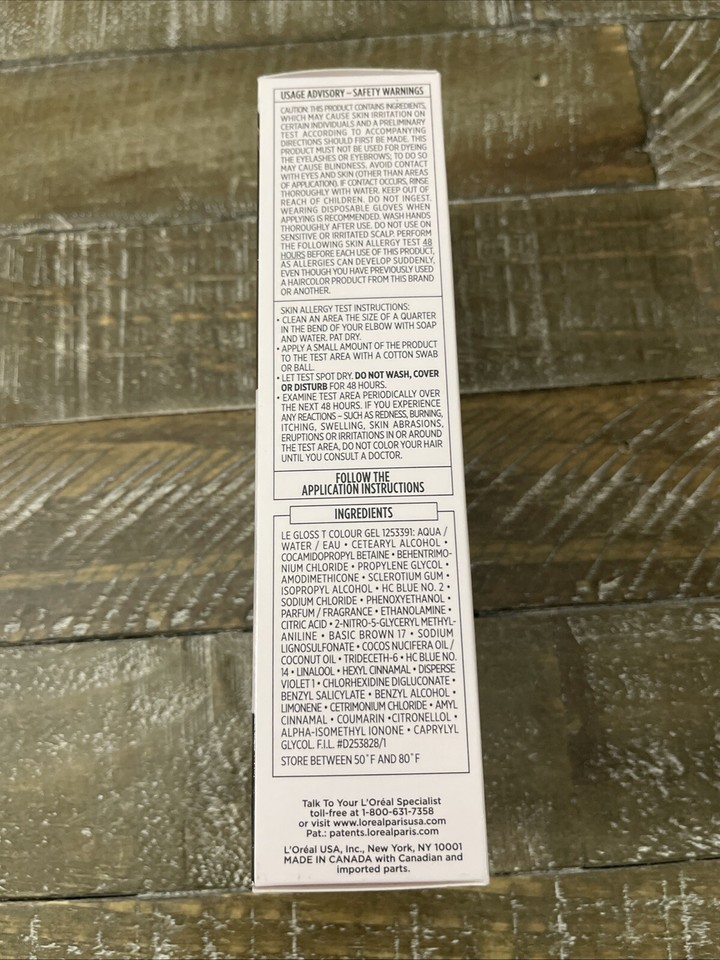 USAGE ADVISORY – SAFETY WARNINGS
CAUTION: THIS PRODUCT CONTAINS INGREDIENTS,
WHICH MAY CAUSE SKIN IRRITATION ON
CERTAIN INDIVIDUALS AND A PRELIMINARY
TEST ACCORDING TO ACCOMPANYING
DIRECTIONS SHOULD FIRST BE MADE. THIS
PRODUCT MUST NOT BE USED FOR DYEING
THE EYELASHES OR EYEBROWS; TO DO SO
MAY CAUSE BLINDNESS. AVOID CONTACT
WITH EYES AND SKIN (OTHER THAN AREAS
OF APPLICATION). IF CONTACT OCCURS, RINSE
THOROUGHLY WITH WATER. KEEP OUT OF
REACH OF CHILDREN. DO NOT INGEST.
WEARING DISPOSABLE GLOVES WHEN
APPLYING IS RECOMMENDED. WASH HANDS
THOROUGHLY AFTER USE. DO NOT USE ON
SENSITIVE OR IRRITATED SCALP. PERFORM
THE FOLLOWING SKIN ALLERGY TEST 48
HOURS BEFORE EACH USE OF THIS PRODUCT,
AS ALLERGIES CAN DEVELOP SUDDENLY,
EVEN THOUGH YOU HAVE PREVIOUSLY USED
A HAIRCOLOR PRODUCT FROM THIS BRAND
OR ANOTHER.
SKIN ALLERGY TEST INSTRUCTIONS:
• CLEAN AN AREA THE SIZE OF A QUARTER
IN THE BEND OF YOUR ELBOW WITH SOAP
AND WATER. PAT DRY.
• APPLY A SMALL AMOUNT OF THE PRODUCT
TO THE TEST AREA WITH A COTTON SWAB
OR BALL.
• LET TEST SPOT DRY. DO NOT WASH, COVER
OR DISTURB FOR 48 HOURS.
• EXAMINE TEST AREA PERIODICALLY OVER
THE NEXT 48 HOURS. IF YOU EXPERIENCE
ANY REACTIONS – SUCH AS REDNESS, BURNING,
ITCHING, SWELLING, SKIN ABRASIONS,
ERUPTIONS OR IRRITATIONS IN OR AROUND
THE TEST AREA, DO NOT COLOR YOUR HAIR
UNTIL YOU CONSULT A DOCTOR.
FOLLOW THE
APPLICATION INSTRUCTIONS
INGREDIENTS
LE GLOSS T COLOUR GEL 1253391: AQUA /
WATER / EAU • CETEARYL ALCOHOL •
COCAMIDOPROPYL BETAINE • BEHENTRIMO-
NIUM CHLORIDE • PROPYLENE GLYCOL •
AMODIMETHICONE • SCLEROTIUM GUM •
ISOPROPYL ALCOHOL • HC BLUE NO. 2 •
SODIUM CHLORIDE • PHENOXYETHANOL •
PARFUM / FRAGRANCE • ETHANOLAMINE •
CITRIC ACID • 2-NITRO-5-GLYCERYL METHYL-
ANILINE • BASIC BROWN 17 • SODIUM
LIGNOSULFONATE • COCOS NUCIFERA OIL /
COCONUT OIL • TRIDECETH-6 • HC BLUE NO.
14 • LINALOOL • HEXYL CINNAMAL • DISPERSE
VIOLET 1 • CHLORHEXIDINE DIGLUCONATE •
BENZYL SALICYLATE • BENZYL ALCOHOL •
LIMONENE • CETRIMONIUM CHLORIDE • AMYL
CINNAMAL • COUMARIN •CITRONELLOL •
ALPHA-ISOMETHYL IONONE • CAPRYLYL
GLYCOL. F.I.L. #D253828/1
STORE BETWEEN 50˚F AND 80˚F
Talk To Your L'Oréal Specialist
toll-free at 1-800-631-7358
or visit www.lorealparisusa.com
Pat.: patents.lorealparis.com
L'Oréal USA, Inc., New York, NY 10001
MADE IN CANADA with Canadian and
imported parts.